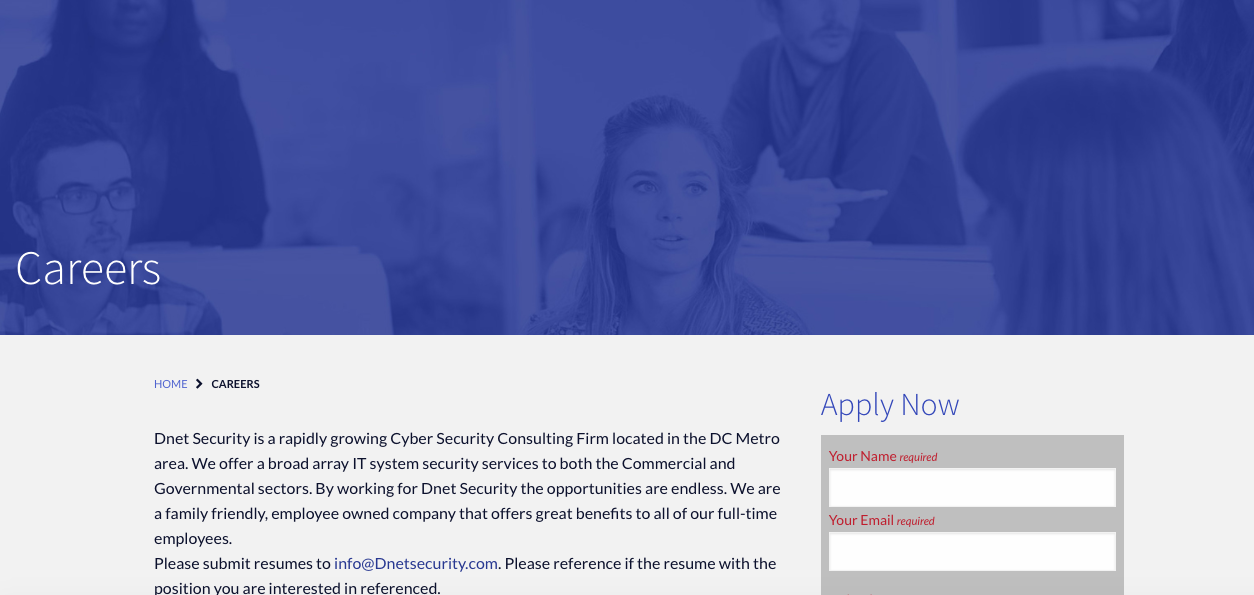 Careers
HOME > CAREERS
Dnet Security is a rapidly growing Cyber Security Consulting Firm located in the DC Metro
area. We offer a broad array IT system security services to both the Commercial and
Governmental sectors. By working for Dnet Security the opportunities are endless. We are
a family friendly, employee owned company that offers great benefits to all of our full-time
employees.
Please submit resumes to info@Dnetsecurity.com. Please reference if the resume with the
position you are interested in referenced.
Apply Now
Your Name required
Your Email required